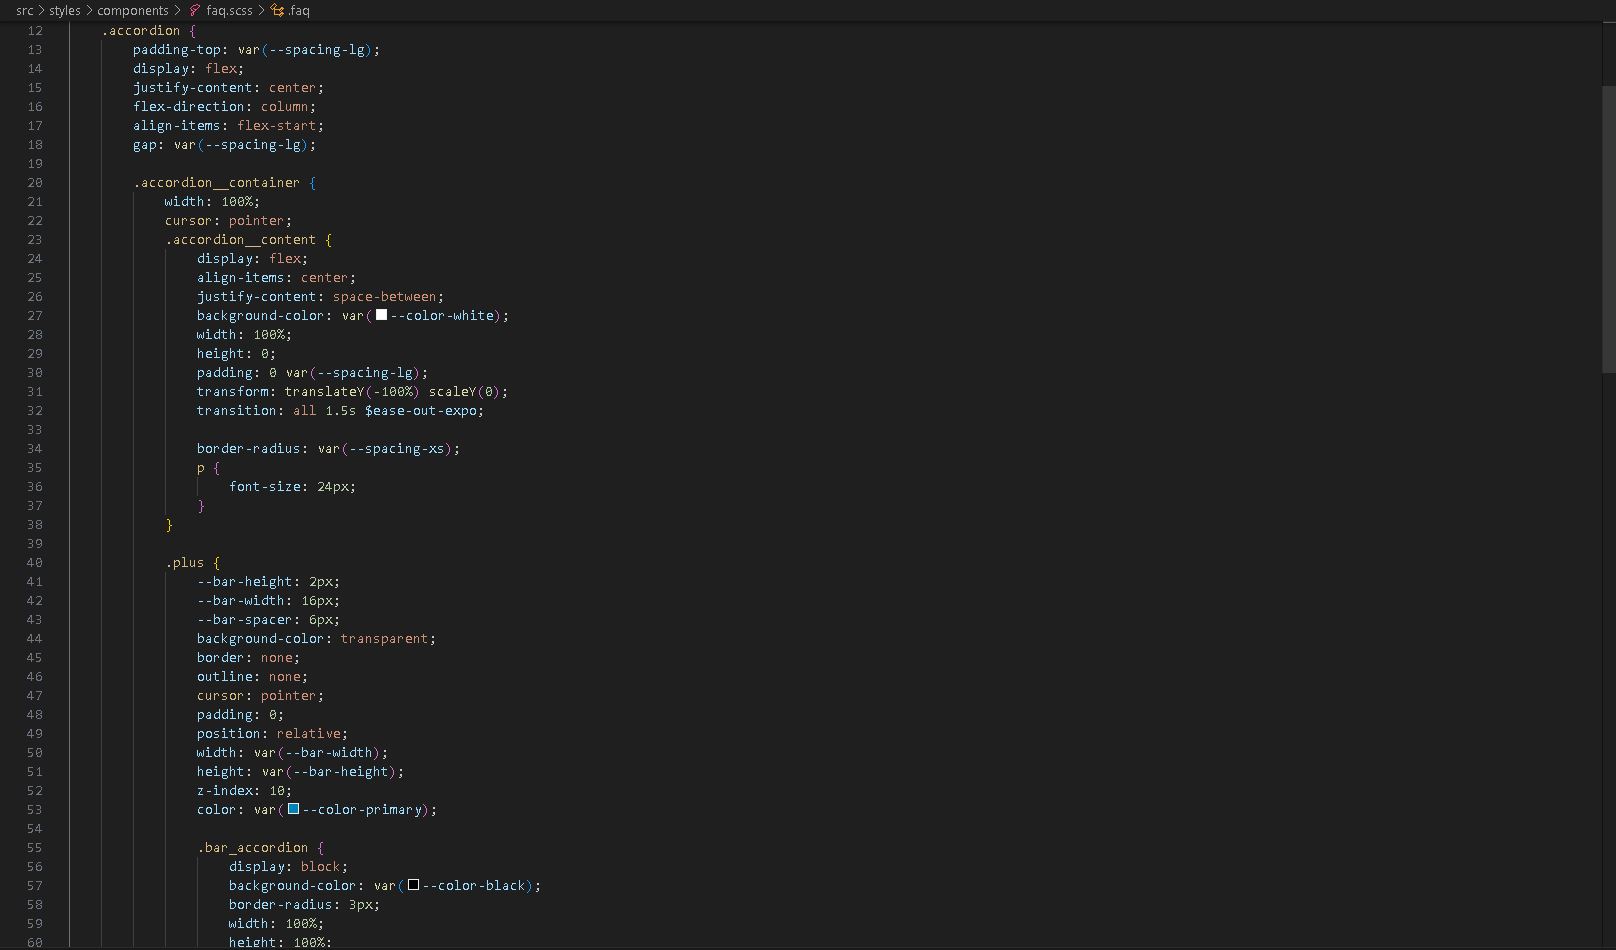 src > styles > components > faq.scss > .faq
12 .accordion {
13 padding-top: var(--spacing-lg);
14 display: flex;
15 justify-content: center;
16 flex-direction: column;
17 align-items: flex-start;
18 gap: var(--spacing-lg);
19
20 .accordion__container {
21 width: 100%;
22 cursor: pointer;
23 .accordion__content {
24 display: flex;
25 align-items: center;
26 justify-content: space-between;
27 background-color: var(--color-white);
28 width: 100%;
29 height: 0;
30 padding: 0 var(--spacing-lg);
31 transform: translateY(-100%) scaleY(0);
32 transition: all 1.5s $ease-out-expo;
33
34 border-radius: var(--spacing-xs);
35 p {
36 font-size: 24px;
37 }
38 }
39
40 .plus {
41 --bar-height: 2px;
42 --bar-width: 16px;
43 --bar-spacer: 6px;
44 background-color: transparent;
45 border: none;
46 outline: none;
47 cursor: pointer;
48 padding: 0;
49 position: relative;
50 width: var(--bar-width);
51 height: var(--bar-height);
52 z-index: 10;
53 color: var(--color-primary);
54
55 .bar_accordion {
56 display: block;
57 background-color: var(--color-black);
58 border-radius: 3px;
59 width: 100%;
60 height: 100%;